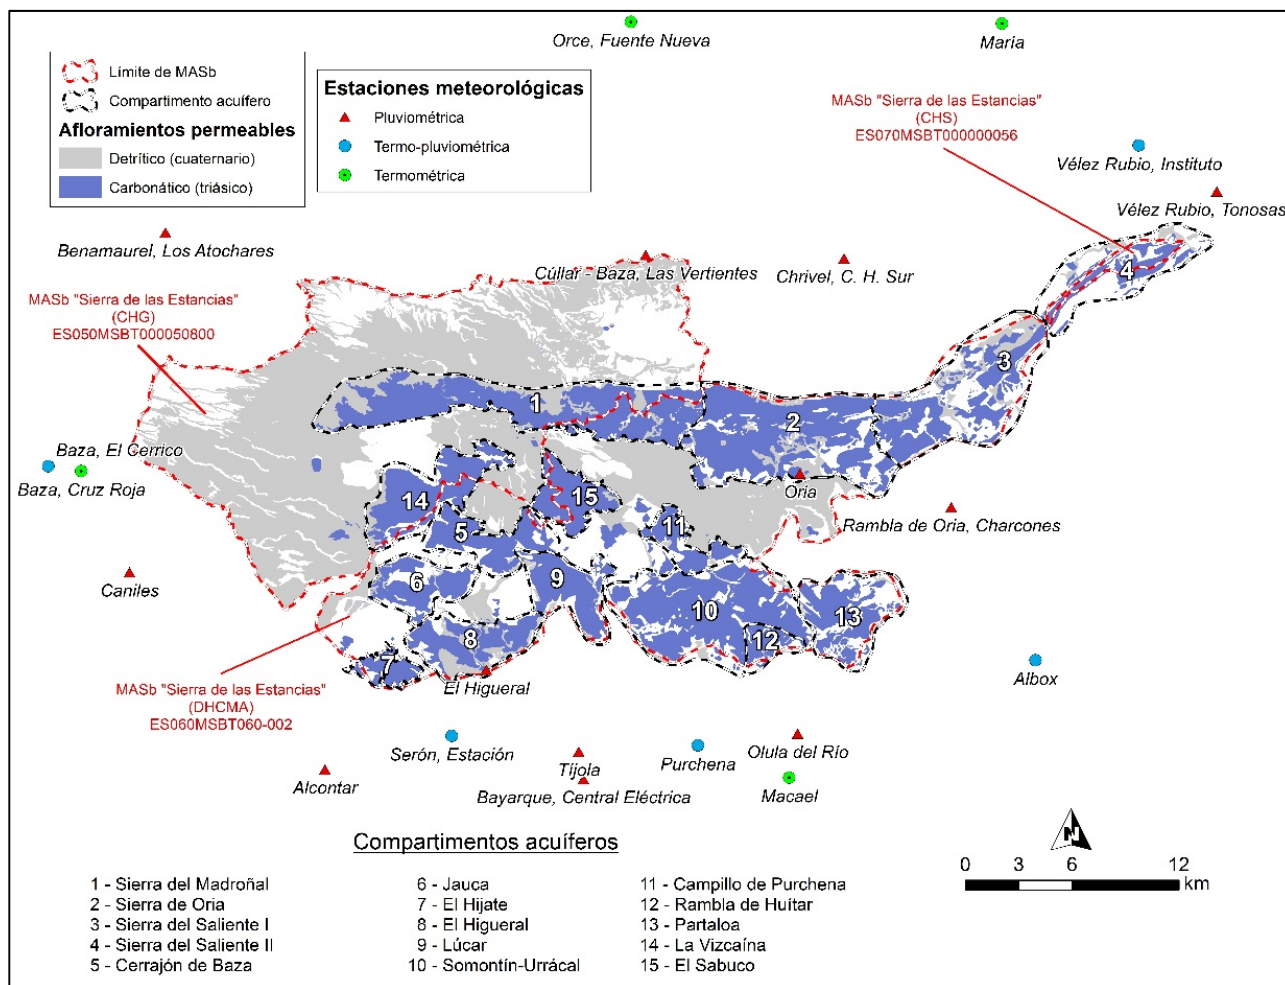 Orce, Fuente Nueva
María
Límite de MASb
Compartimento acuífero
Afloramientos permeables
Detrítico (cuaternario)
Carbonático (triásico)
Estaciones meteorológicas
Pluviométrica
Termo-pluviométrica
Termométrica
MASb "Sierra de las Estancias"
(CHS)
ES070MSBT000000056
Vélez Rubio, Instituto
Vélez Rubio, Tonosas
Benamaurel, Los Atochares
Cúllar - Baza, Las Vertientes
Chrivel, C. H. Sur
MASb "Sierra de las Estancias"
(CHG)
ES050MSBT000050800
4
3
1
2
Baza, El Cerrico
Baza, Cruz Roja
14
15
Oria
11
5
Rambla de Oria, Charcones
Caniles
6
9
10
13
12
8
7
El Higueral
MASb "Sierra de las Estancias"
(DHCMA)
ES060MSBT060-002
Albox
Serón, Estación
Tíjola
Purchena
Olula del Río
Alcontar
Bayarque, Central Eléctrica
Macael
Compartimentos acuíferos
1 - Sierra del Madroñal
2 - Sierra de Oria
3 - Sierra del Saliente I
4 - Sierra del Saliente II
5 - Cerrajón de Baza
6 - Jauca
7 - El Hijate
8 - El Higueral
9 - Lúcar
10 - Somontín-Urrácal
11 - Campillo de Purchena
12 - Rambla de Huítar
13 - Partaloa
14 - La Vizcaína
15 - El Sabuco
N
0 3 6 12
km